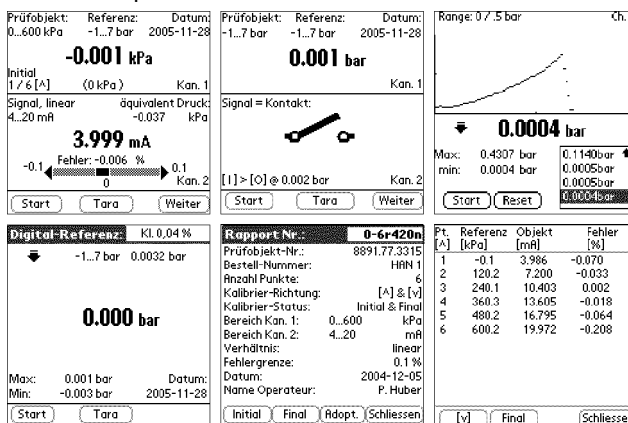 Prüfobjekt: Referenz: Datum:
0...600 kPa -1...7 bar 2005-11-28
-0.001 kPa
Initial
1 / 6 [^] (0 kPa) Kan. 1
Signal, linear äquivalent Druck:
4...20 mA -0.037 kPa
3.999 mA
Fehler: -0.006 %
-0.1 0.1
0 Kan. 2
Start Tara Weiter
Prüfobjekt: Referenz: Datum:
-1...7 bar -1...7 bar 2005-11-28
0.001 bar
Kan. 1
Signal = Kontakt:
[I] > [O] @ 0.002 bar Kan. 2
Start Tara Weiter
Range: 0 / .5 bar Ch.
0.0004 bar
Max: 0.4307 bar
min: 0.0004 bar
0.1140bar
0.0005bar
0.0005bar
0.0004bar
Start Reset
Digital-Referenz: Kl. 0,04 %
-1...7 bar 0.0032 bar
0.000 bar
Max: 0.001 bar Datum:
Min: -0.003 bar 2005-11-28
Start Tara
Rapport Nr.: 0-6r420n
Prüfobjekt-Nr.: 8891.77.3315
Bestell-Nummer: HAN 1
Anzahl Punkte: 6
Kalibrier-Richtung: [^] & [v]
Kalibrier-Status: Initial & Final
Bereich Kan. 1: 0...600 kPa
Bereich Kan. 2: 4...20 mA
Verhältnis: linear
Fehlergrenze: 0.1 %
Datum: 2004-12-05
Name Operateur: P. Huber
Initial Final Adopt. Schliessen
Pt. Referenz Objekt Fehler
[^] [kPa] [mA] [%]
1 -0.1 3.986 -0.070
2 120.2 7.200 -0.033
3 240.1 10.403 0.002
4 360.3 13.605 -0.018
5 480.2 16.795 -0.064
6 600.2 19.972 -0.208
[v] Final Schliesse